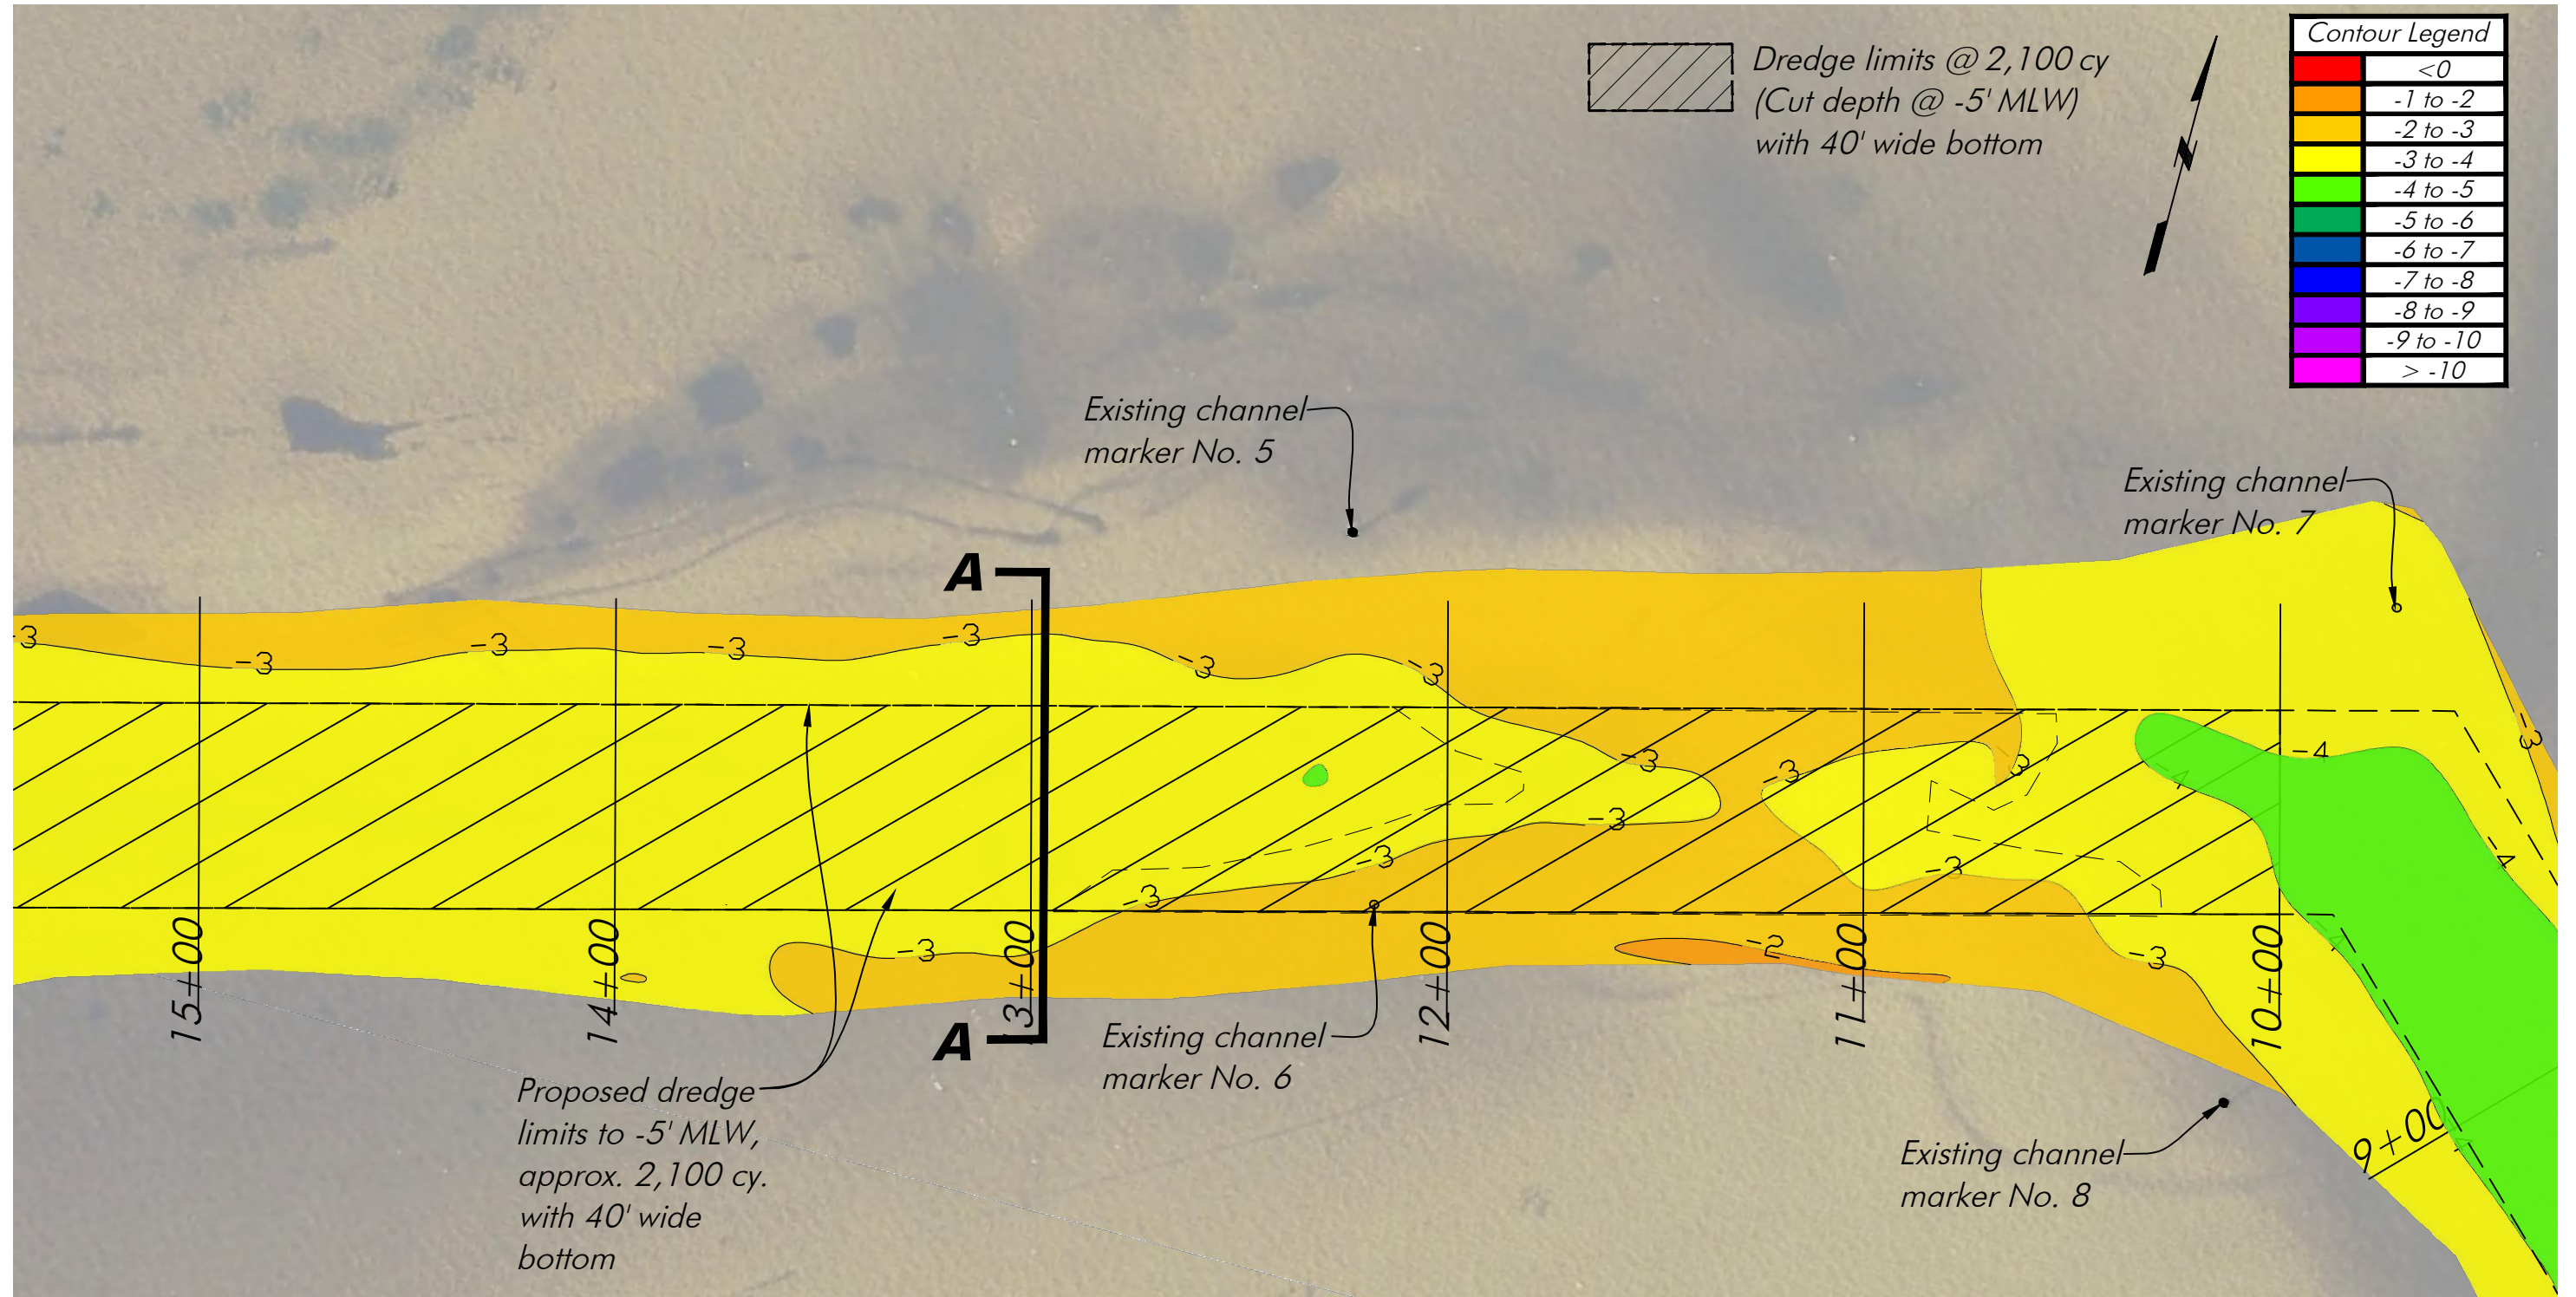 Dredge limits @ 2,100 cy
(Cut depth @ -5' MLW)
with 40' wide bottom
N
Contour Legend
<0
-1 to -2
-2 to -3
-3 to -4
-4 to -5
-5 to -6
-6 to -7
-7 to -8
-8 to -9
-9 to -10
> -10
Existing channel
marker No. 5
Existing channel
marker No. 7
A
-3
-3
-3
-3
-3
-3
-3
-3
-3
-3
-3
-4
-4
-3
-3
-3
-3
-4
-3
-2
-3
-4
15+00
14+00
13+00
12+00
11+00
10+00
A
Existing channel
marker No. 6
Proposed dredge
limits to -5' MLW,
approx. 2,100 cy.
with 40' wide
bottom
Existing channel
marker No. 8
9+00
-4